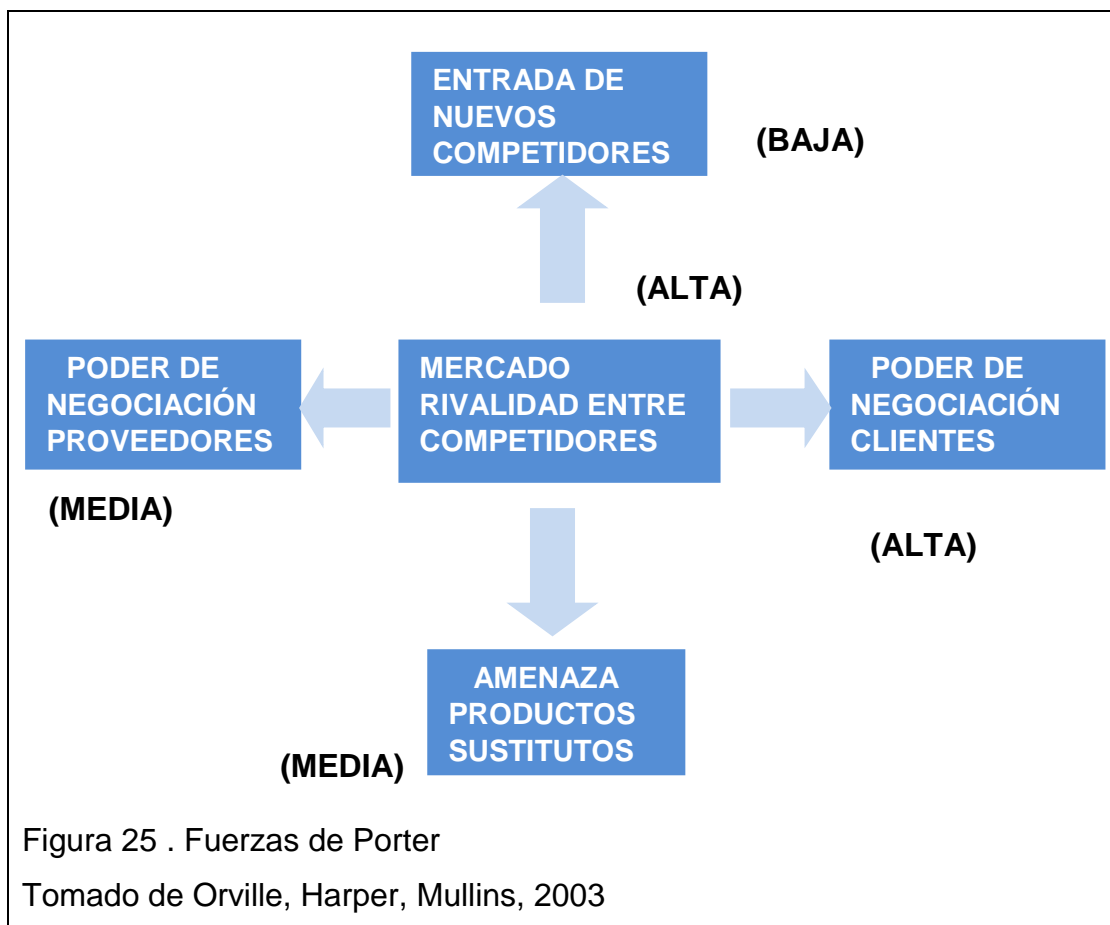 ENTRADA DE
NUEVOS
COMPETIDORES
(BAJA)
(ALTA)
PODER DE
NEGOCIACIÓN
PROVEEDORES
(MEDIA)
MERCADO
RIVALIDAD ENTRE
COMPETIDORES
PODER DE
NEGOCIACIÓN
CLIENTES
(ALTA)
AMENAZA
PRODUCTOS
SUSTITUTOS
(MEDIA)
Figura 25 . Fuerzas de Porter
Tomado de Orville, Harper, Mullins, 2003